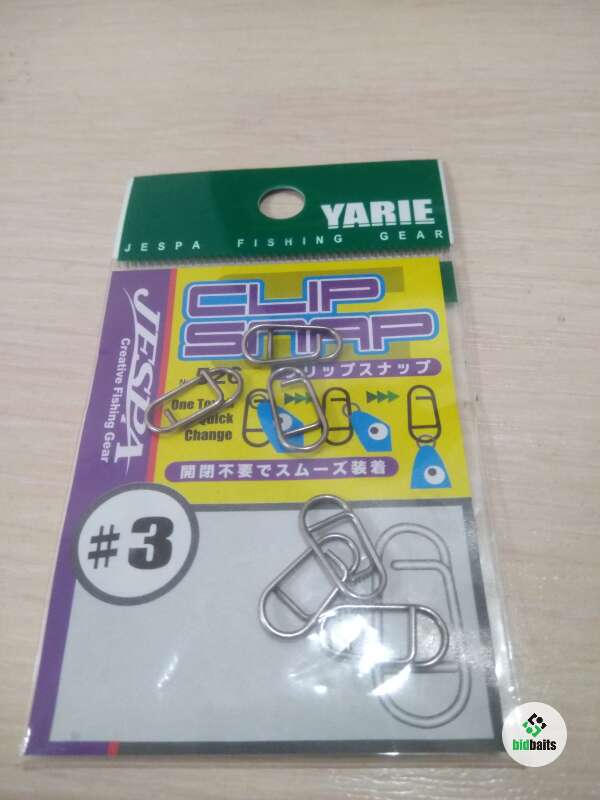 YARIE
JESPA FISHING GEAR
JESPA
Creative Fishing Gear
CLIP
SNAP
リップスナップ
One
Quick
Change
開閉不要でスムーズ装着
#3
bidbaits